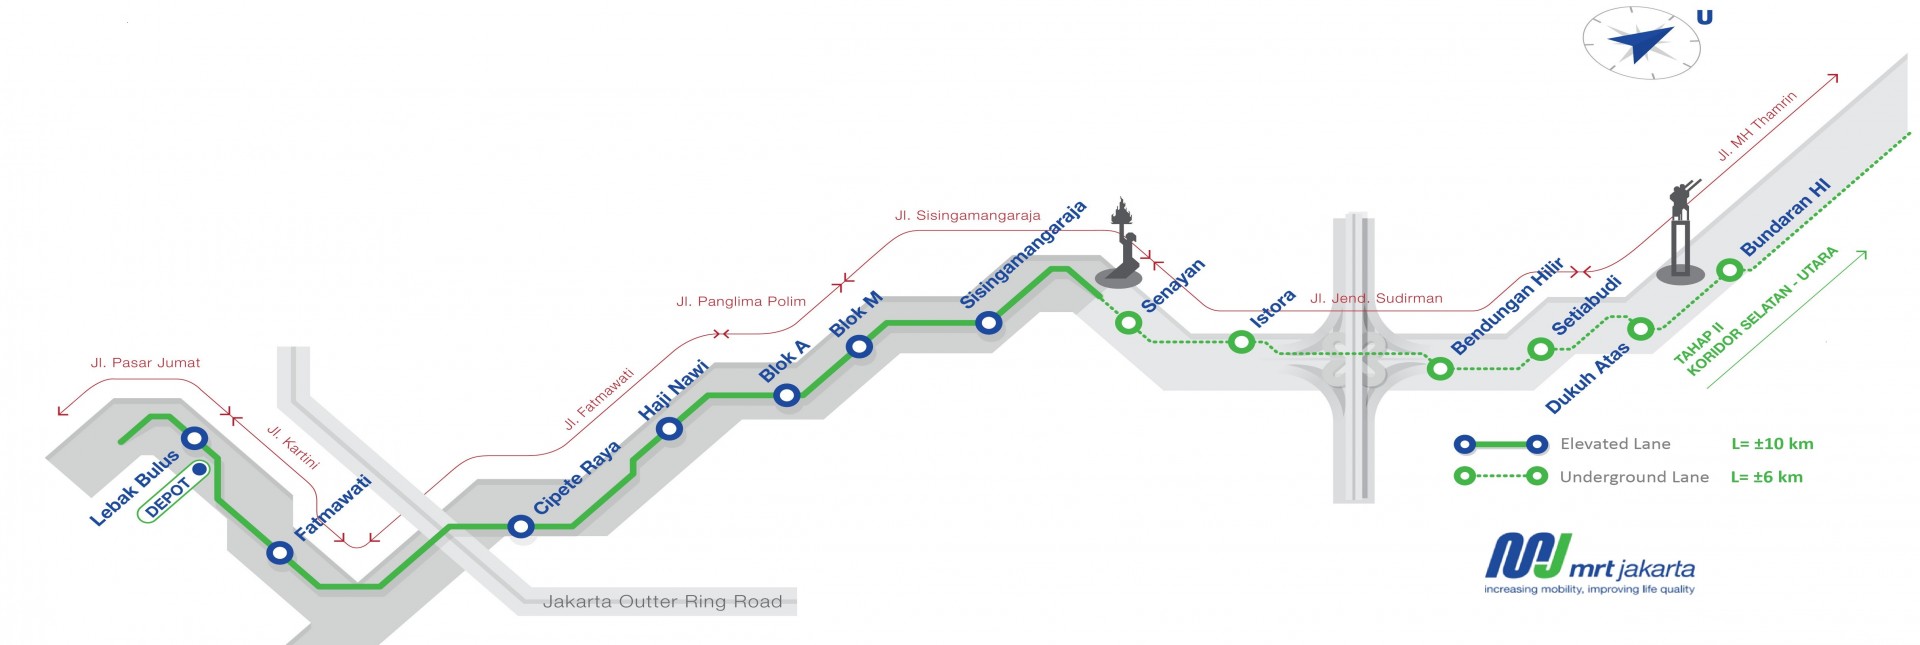 U
Jl. Pasar Jumat
Jl. Kartini
Jl. Fatmawati
Jl. Panglima Polim
Jl. Sisingamangaraja
Jl. Jend. Sudirman
Jl. MH Thamrin
Lebak Bulus
DEPOT
Fatmawati
Cipete Raya
Haji Nawi
Blok A
Blok M
Sisingamangaraja
Senayan
Istora
Bendungan Hilir
Setiabudi
Dukuh Atas
Bundaran HI
TAHAP II
KORIDOR SELATAN - UTARA
Jakarta Outter Ring Road
Elevated Lane L= ±10 km
Underground Lane L= ±6 km
mrt jakarta
increasing mobility, improving life quality